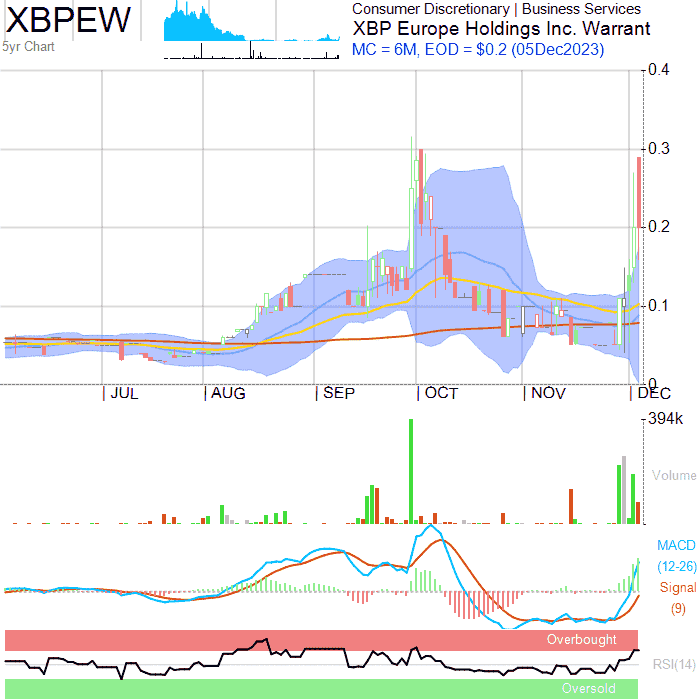 XBPEW
5yr Chart
Consumer Discretionary | Business Services
XBP Europe Holdings Inc. Warrant
MC = 6M, EOD = $0.2 (05Dec2023)
0.4
0.3
0.2
0.1
0
JUL AUG SEP OCT NOV DEC
394k
Volume
MACD
(12-26)
Signal
(9)
Overbought
RSI(14)
Oversold